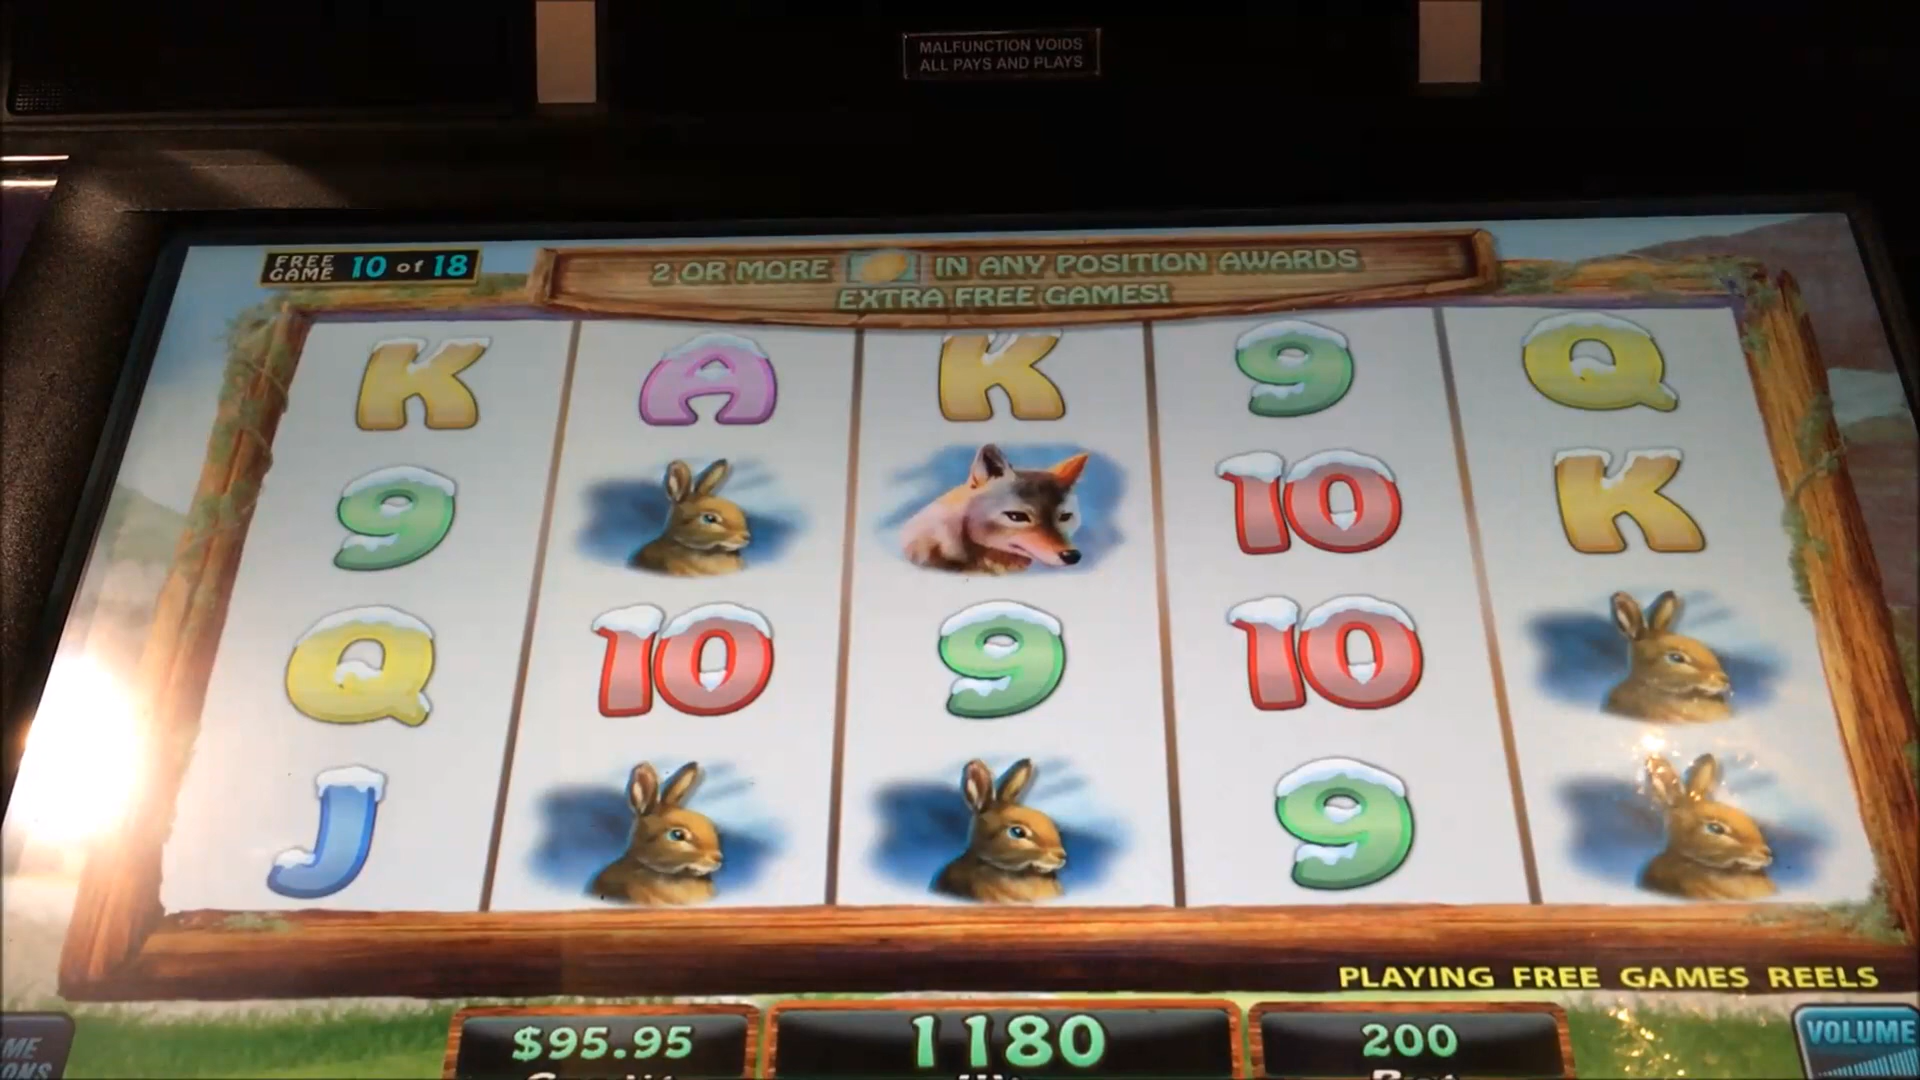 MALFUNCTION VOIDS
ALL PAYS AND PLAYS
FREE
GAME 10 of 18
2 OR MORE IN ANY POSITION AWARDS
EXTRA FREE GAMES!
K A K 9 Q
9 10 K
Q 10 9 10
J 9
PLAYING FREE GAMES REELS
$95.95 1180 200
VOLUME